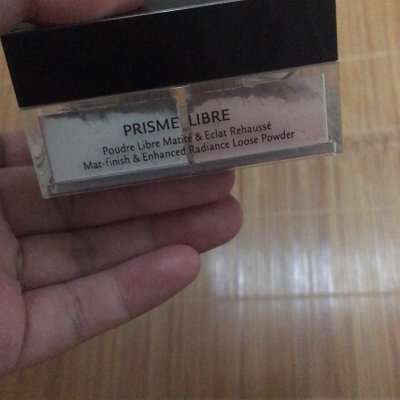 PRISME LIBRE
Poudre Libre Matité & Eclat Rehaussé
Mat-finish & Enhanced Radiance Loose Powder